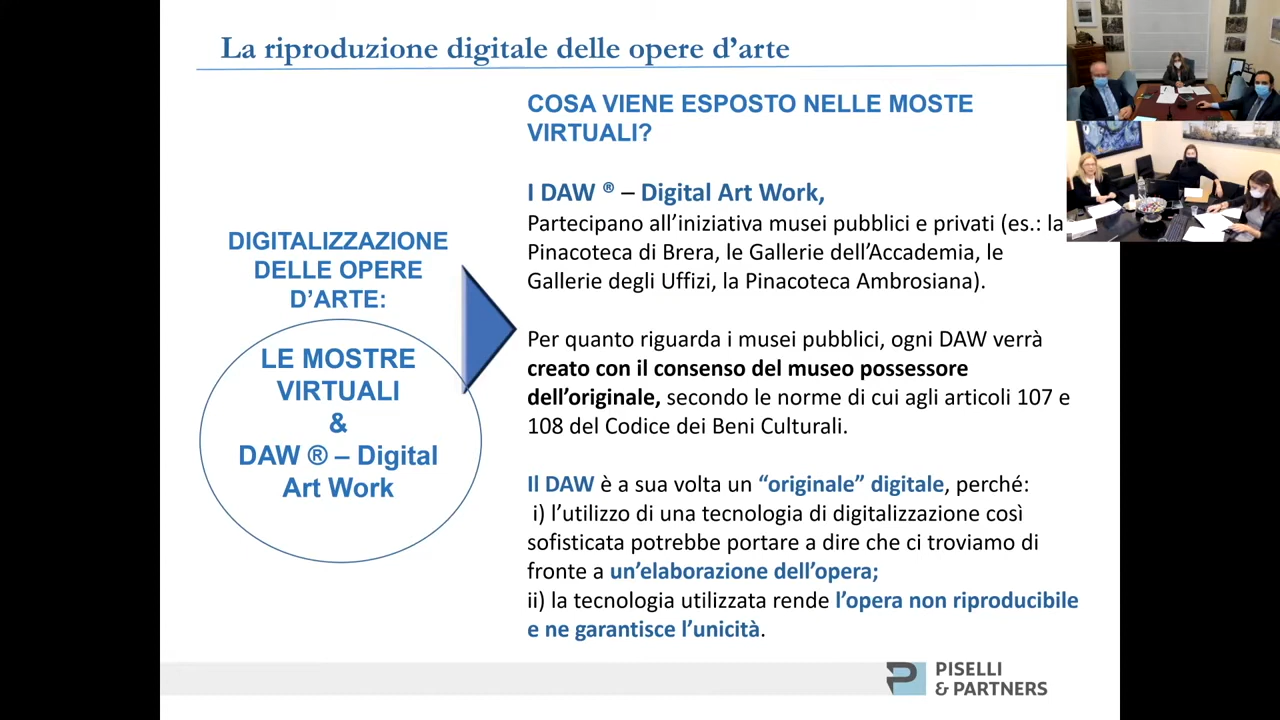 La riproduzione digitale delle opere d’arte
DIGITALIZZAZIONE
DELLE OPERE
D’ARTE:
LE MOSTRE
VIRTUALI
&
DAW ® – Digital
Art Work
COSA VIENE ESPOSTO NELLE MOSTE
VIRTUALI?
I DAW ® – Digital Art Work,
Partecipano all’iniziativa musei pubblici e privati (es.: la
Pinacoteca di Brera, le Gallerie dell’Accademia, le
Gallerie degli Uffizi, la Pinacoteca Ambrosiana).
Per quanto riguarda i musei pubblici, ogni DAW verrà
creato con il consenso del museo possessore
dell’originale, secondo le norme di cui agli articoli 107 e
108 del Codice dei Beni Culturali.
Il DAW è a sua volta un “originale” digitale, perché:
i) l’utilizzo di una tecnologia di digitalizzazione così
sofisticata potrebbe portare a dire che ci troviamo di
fronte a un’elaborazione dell’opera;
ii) la tecnologia utilizzata rende l’opera non riproducibile
e ne garantisce l’unicità.
PISELLI
& PARTNERS